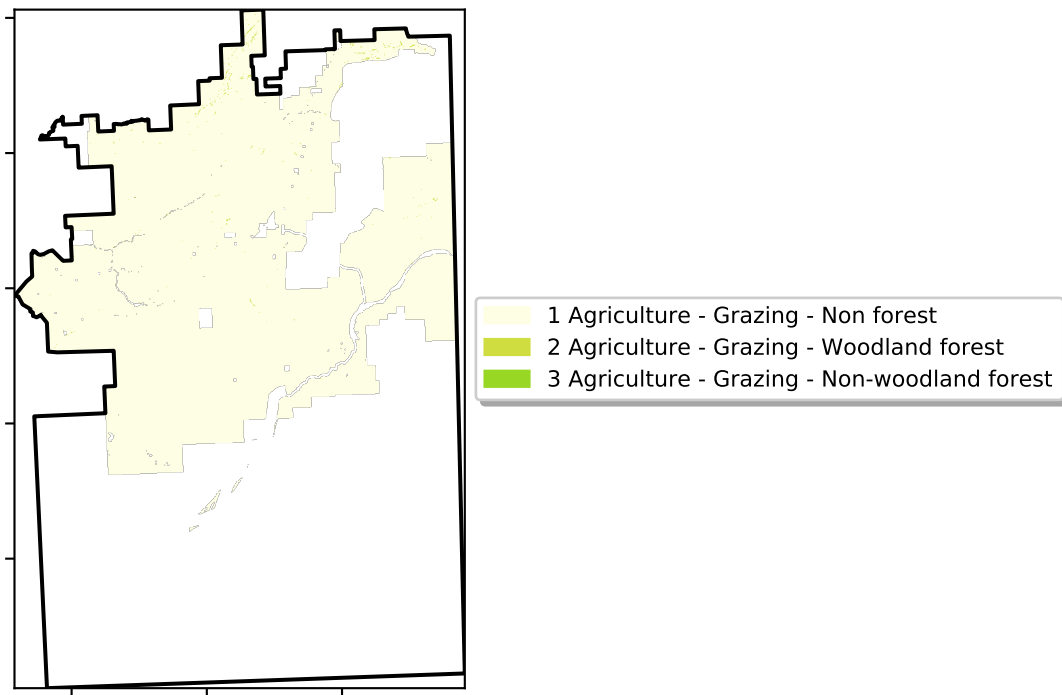 1 Agriculture - Grazing - Non forest
2 Agriculture - Grazing - Woodland forest
3 Agriculture - Grazing - Non-woodland forest